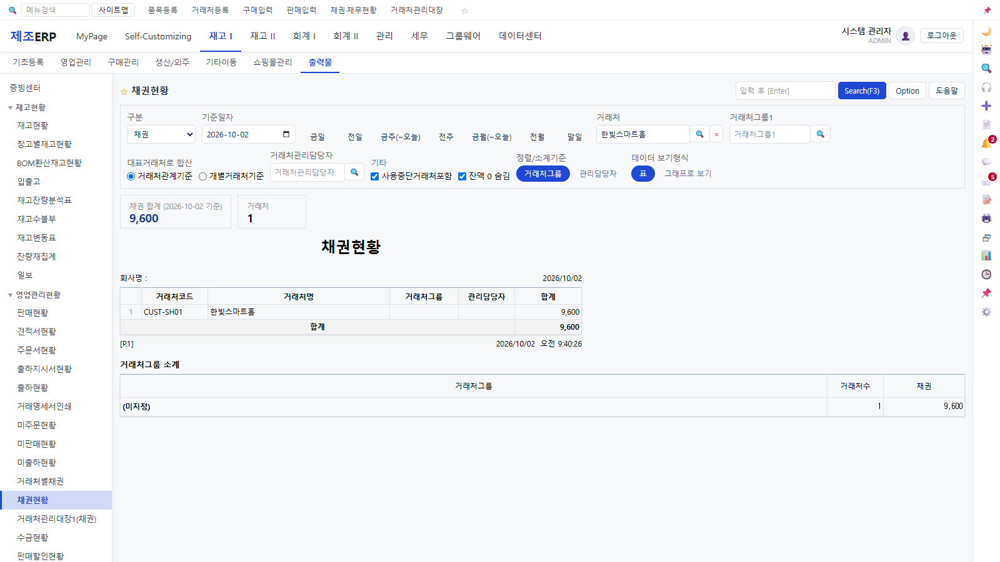 메뉴검색 사이트맵 품목등록 거래처등록 구매입력 판매입력 채권·채무현황 거래처관리대장
제조ERP MyPage Self-Customizing 재고 I 재고 II 회계 I 회계 II 관리 세무 그룹웨어 데이터센터 시스템 관리자 ADMIN 로그아웃
기초등록 영업관리 구매관리 생산/외주 기타이동 쇼핑몰관리 출력물
증빙센터
재고현황
재고현황
창고별재고현황
BOM환산재고현황
입출고
재고잔량분석표
재고수불부
재고변동표
잔량재집계
일보
영업관리현황
판매현황
견적서현황
주문서현황
출하지시서현황
출하현황
거래명세서인쇄
미주문현황
미판매현황
미출하현황
거래처별채권
채권현황
거래처관리대장1(채권)
수금현황
판매할인현황
채권현황 입력 후 [Enter] Search(F3) Option 도움말
구분 기준일자 거래처 거래처그룹1
채권 2026-10-02 금일 전일 금주(~오늘) 전주 금월(~오늘) 전월 말일 한빛스마트홈 × 거래처그룹1
대표거래처로 합산 거래처관리담당자 기타 정렬/소계기준 데이터 보기형식
거래처관계기준 개별거래처기준 거래처관리담당자 사용중단거래처포함 잔액 0 숨김 거래처그룹 관리담당자 표 그래프로 보기
채권 합계 (2026-10-02 기준) 거래처
9,600 1
채권현황
회사명 : 2026/10/02
거래처코드 거래처명 거래처그룹 관리담당자 합계
1 CUST-SH01 한빛스마트홈 9,600
합계 9,600
[P.1] 2026/10/02 오전 9:40:26
거래처그룹 소계
거래처그룹 거래처수 채권
(미지정) 1 9,600
2
5